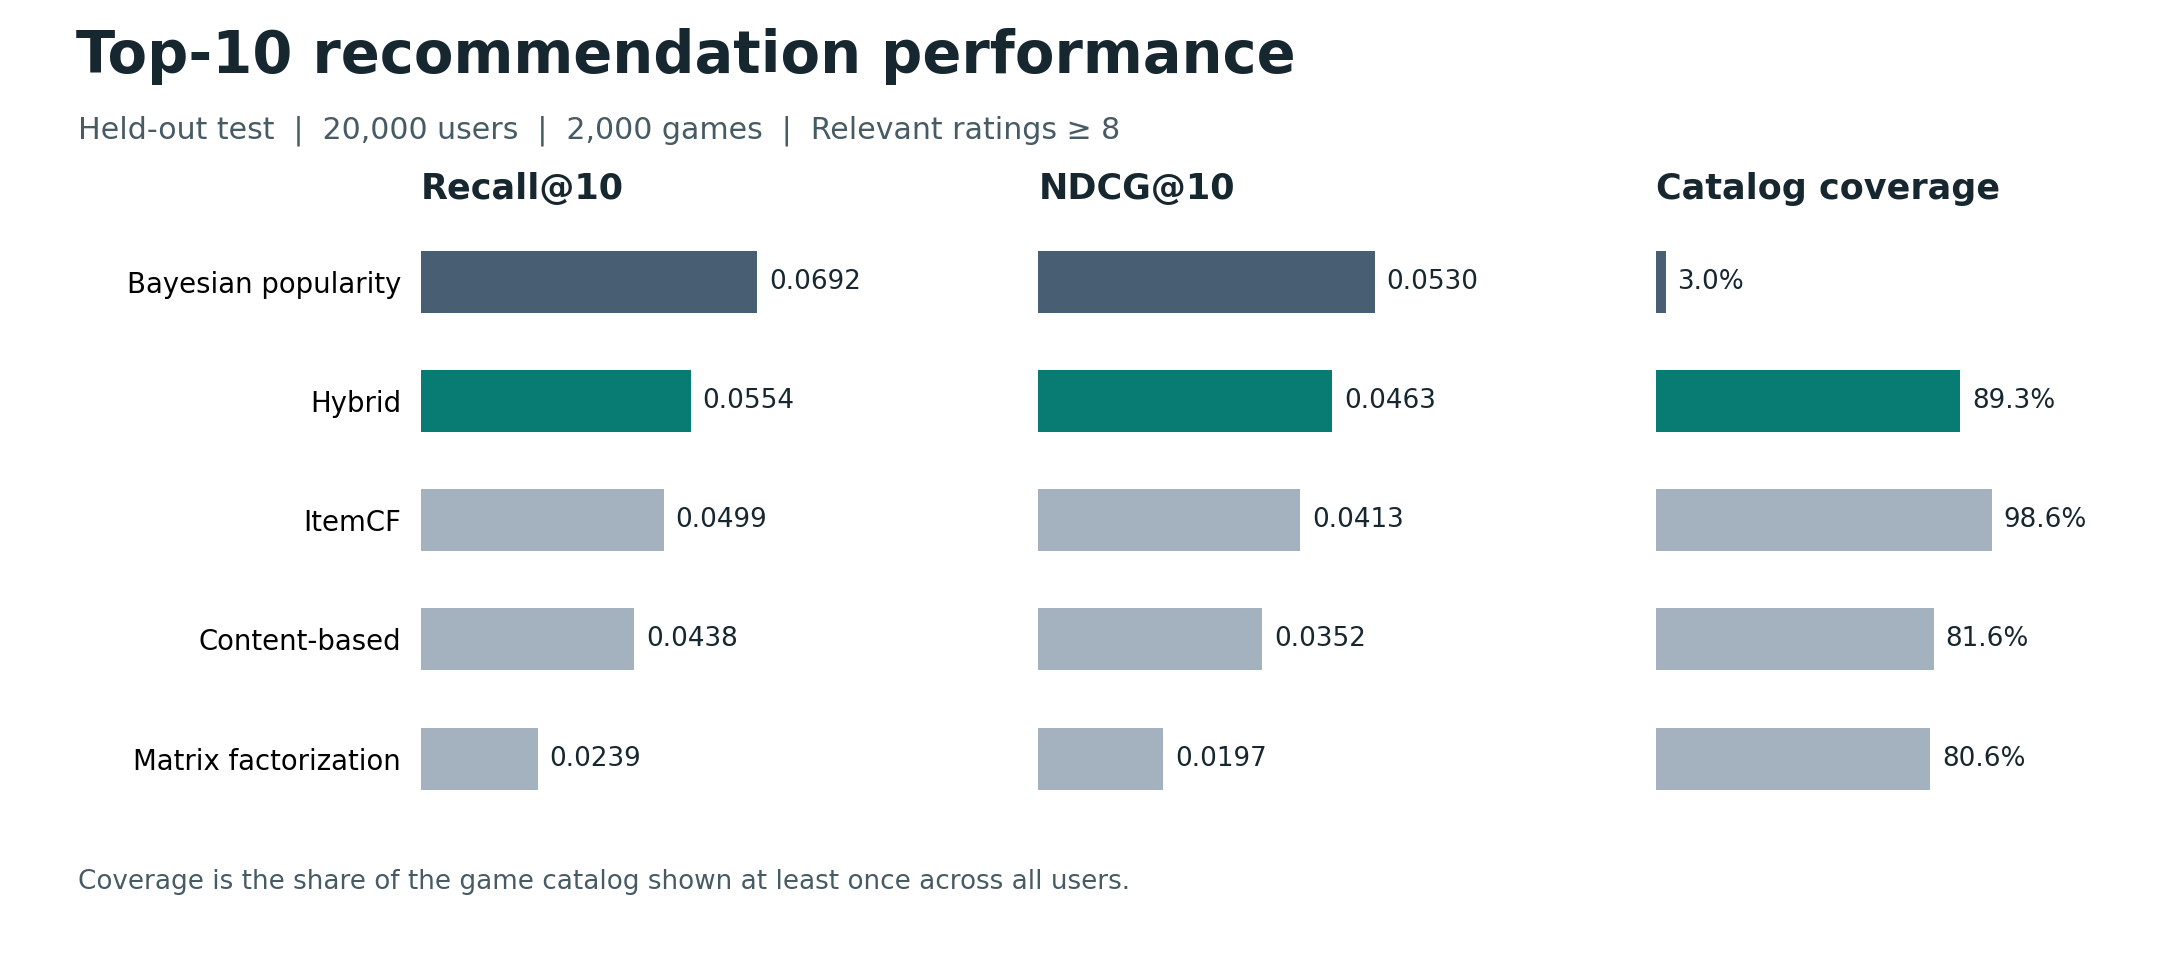 Top-10 recommendation performance
Held-out test | 20,000 users | 2,000 games | Relevant ratings ≥ 8
Recall@10 NDCG@10 Catalog coverage
Bayesian popularity 0.0692 0.0530 3.0%
Hybrid 0.0554 0.0463 89.3%
ItemCF 0.0499 0.0413 98.6%
Content-based 0.0438 0.0352 81.6%
Matrix factorization 0.0239 0.0197 80.6%
Coverage is the share of the game catalog shown at least once across all users.